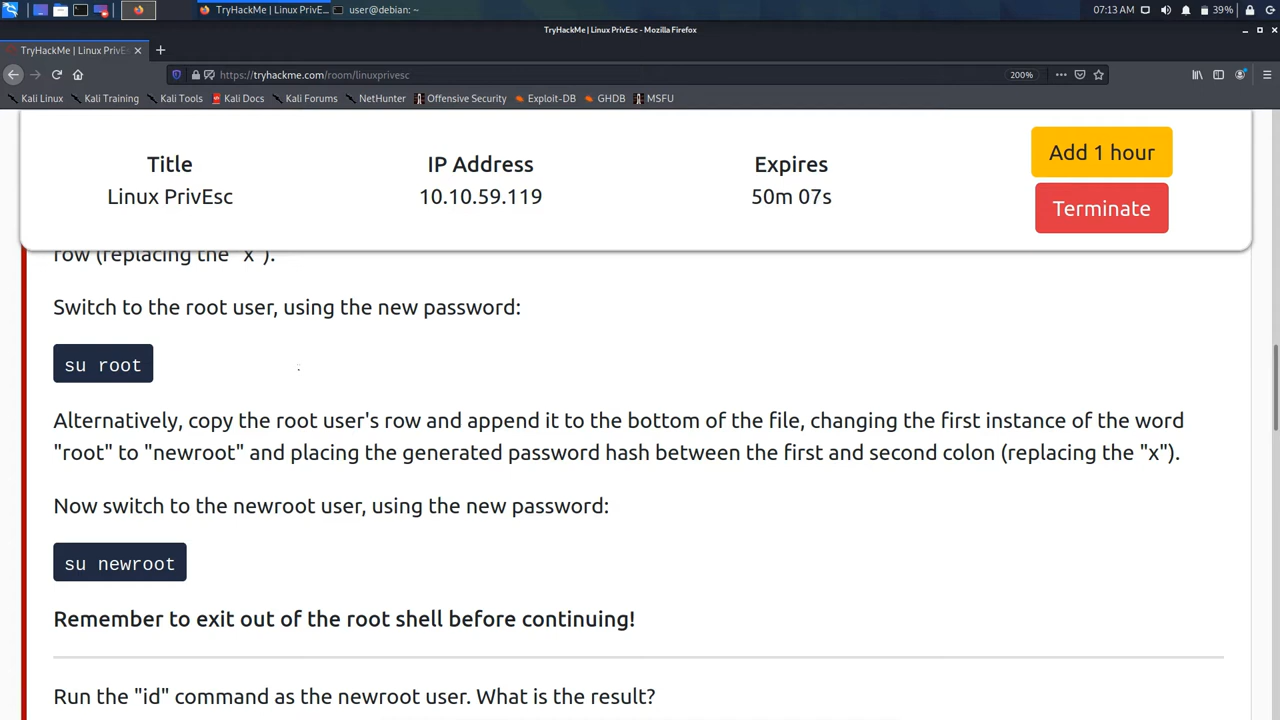 TryHackMe | Linux PrivE...
user@debian: ~
07:13 AM
39%
TryHackMe | Linux PrivEsc - Mozilla Firefox
TryHackMe | Linux PrivEs
https://tryhackme.com/room/linuxprivesc
200%
Kali Linux
Kali Training
Kali Tools
Kali Docs
Kali Forums
NetHunter
Offensive Security
Exploit-DB
GHDB
MSFU
Title
IP Address
Expires
Add 1 hour
Linux PrivEsc
10.10.59.119
50m 07s
Terminate
row (replacing the "x").
Switch to the root user, using the new password:
su root
Alternatively, copy the root user's row and append it to the bottom of the file, changing the first instance of the word
"root" to "newroot" and placing the generated password hash between the first and second colon (replacing the "x").
Now switch to the newroot user, using the new password:
su newroot
Remember to exit out of the root shell before continuing!
Run the "id" command as the newroot user. What is the result?